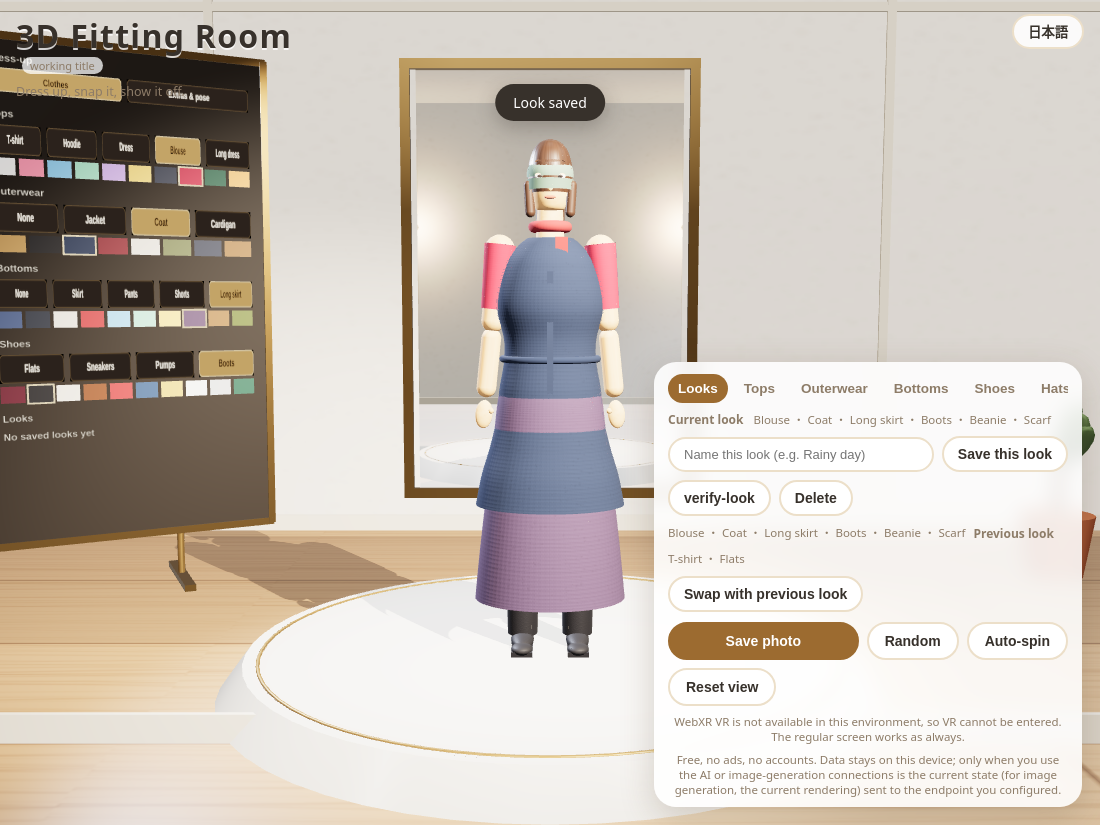 3D Fitting Room
working title
Dress up, snap it, show it off
日本語
Look saved
Clothes
Extras & pose
T-shirt
Hoodie
Dress
Blouse
Long dress
None
Jacket
Coat
Cardigan
Bottoms
None
Skirt
Pants
Shorts
Long skirt
Shoes
Flats
Sneakers
Pumps
Boots
Looks
No saved looks yet
Looks Tops Outerwear Bottoms Shoes Hats
Current look Blouse • Coat • Long skirt • Boots • Beanie • Scarf
Name this look (e.g. Rainy day) Save this look
verify-look Delete
Blouse • Coat • Long skirt • Boots • Beanie • Scarf Previous look
T-shirt • Flats
Swap with previous look
Save photo Random Auto-spin
Reset view
WebXR VR is not available in this environment, so VR cannot be entered.
The regular screen works as always.
Free, no ads, no accounts. Data stays on this device; only when you use
the AI or image-generation connections is the current state (for image
generation, the current rendering) sent to the endpoint you configured.